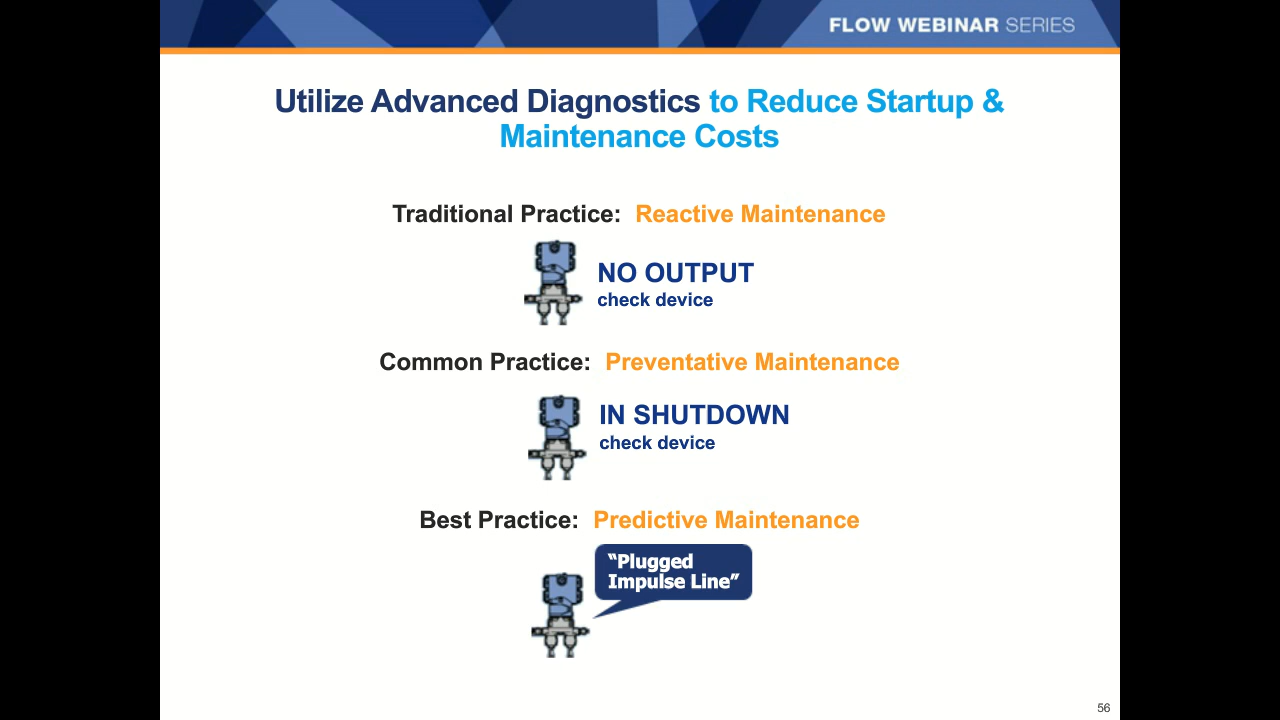 FLOW WEBINAR SERIES
Utilize Advanced Diagnostics to Reduce Startup &
Maintenance Costs
Traditional Practice: Reactive Maintenance
NO OUTPUT
check device
Common Practice: Preventative Maintenance
IN SHUTDOWN
check device
Best Practice: Predictive Maintenance
“Plugged
Impulse Line”
56